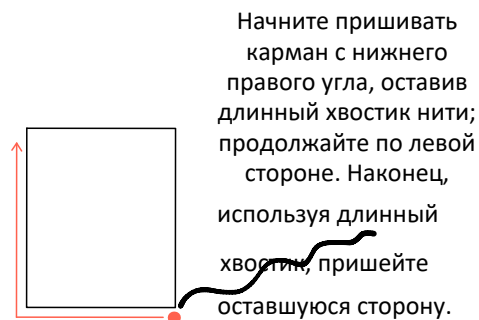 Начните пришивать
карман с нижнего
правого угла, оставив
длинный хвостик нити;
продолжайте по левой
стороне. Наконец,
используя длинный
хвостик, пришейте
оставшуюся сторону.